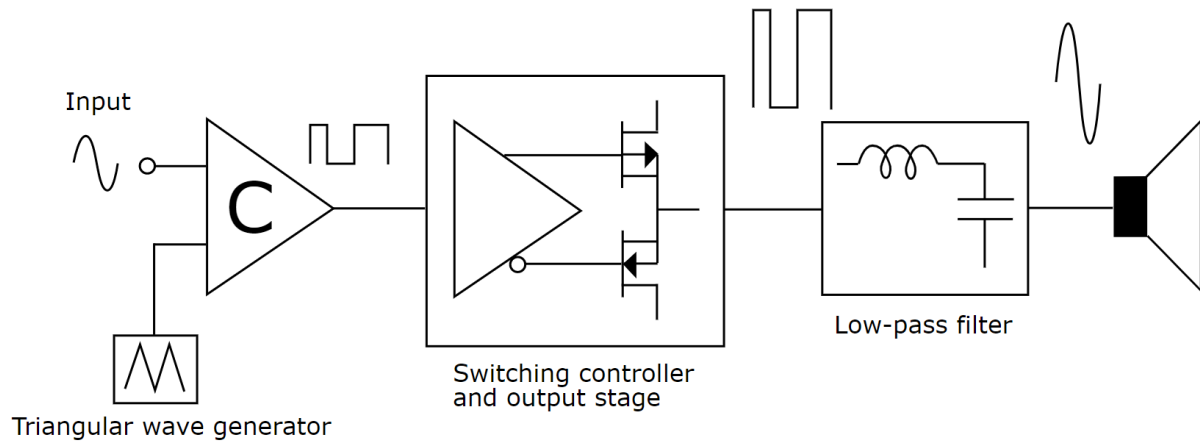 Input
C
Triangular wave generator
Switching controller
and output stage
Low-pass filter